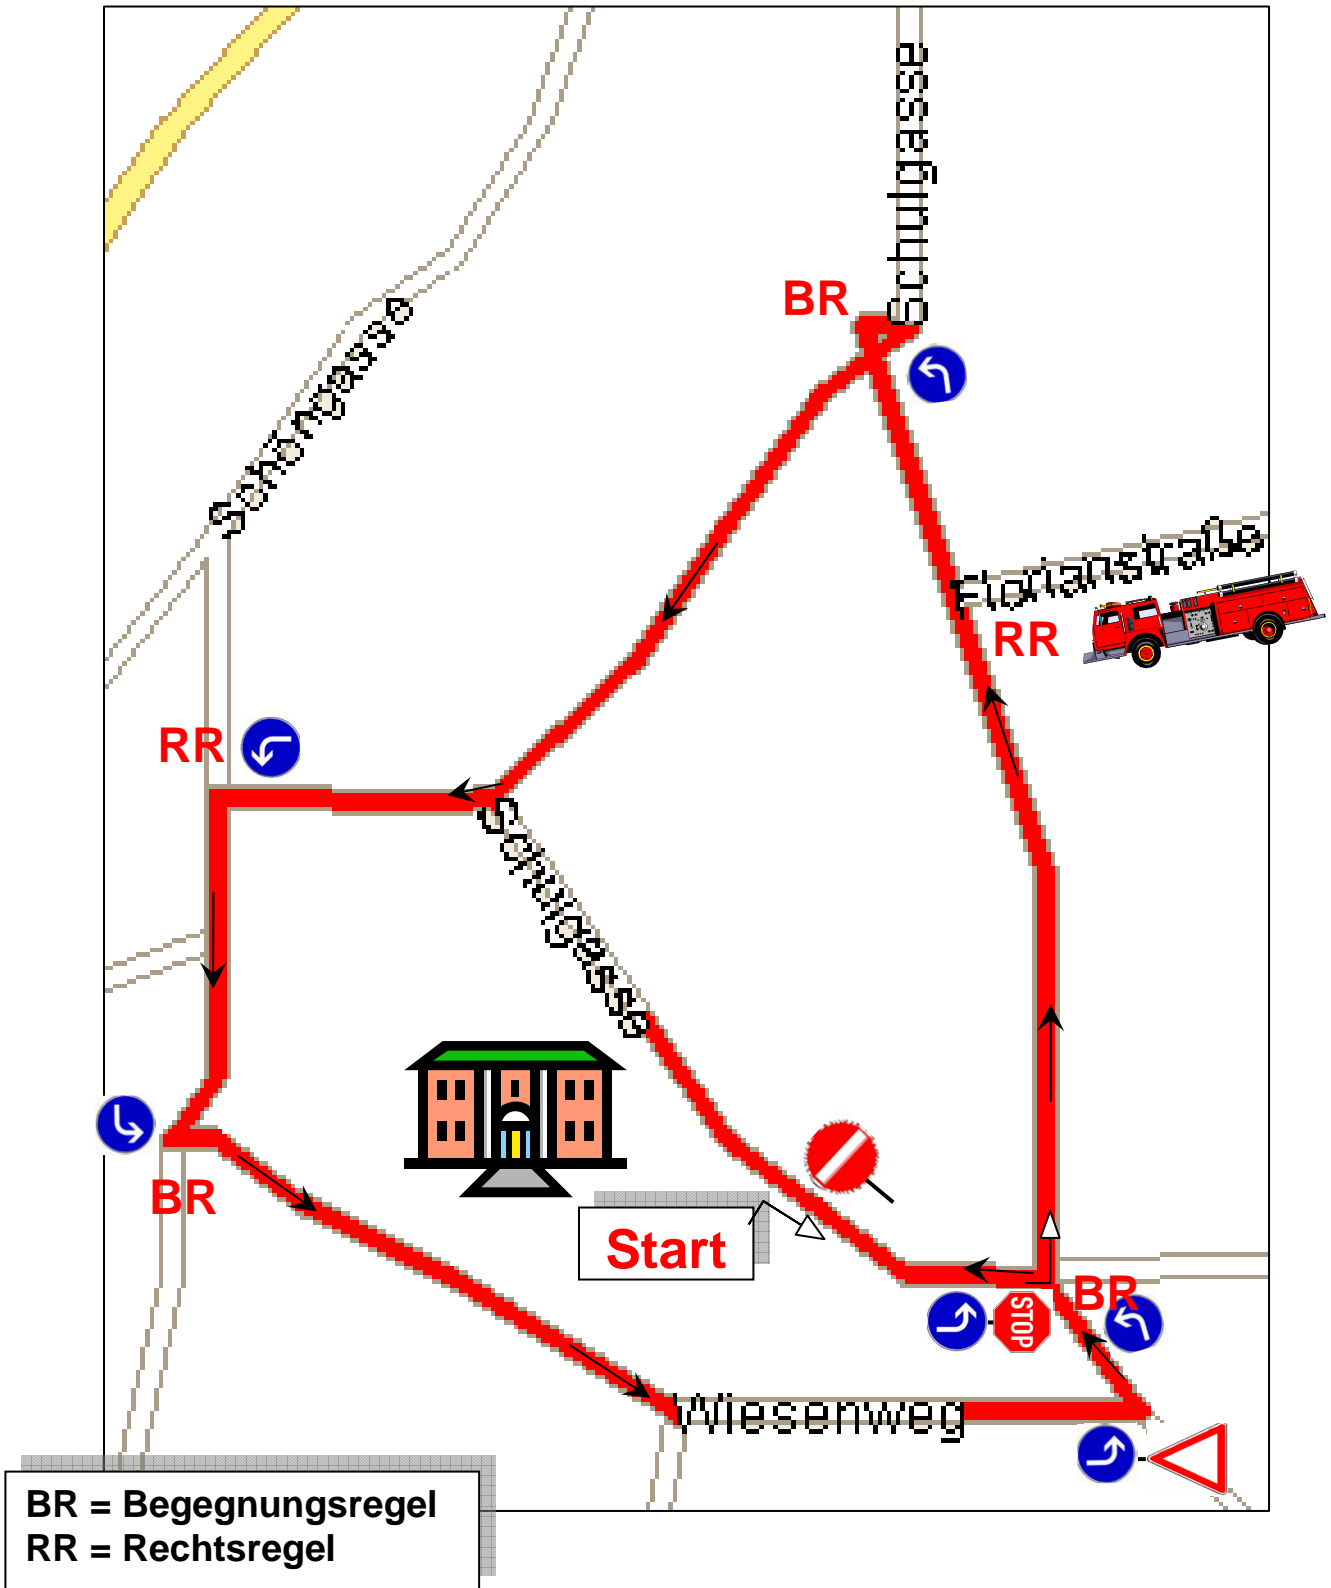 Schulgasse
BR
Schöngasse
Florianstraße
RR
RR
Schulgasse
BR
Start
BR
STOP
Wiesenweg
BR = Begegnungsregel
RR = Rechtsregel